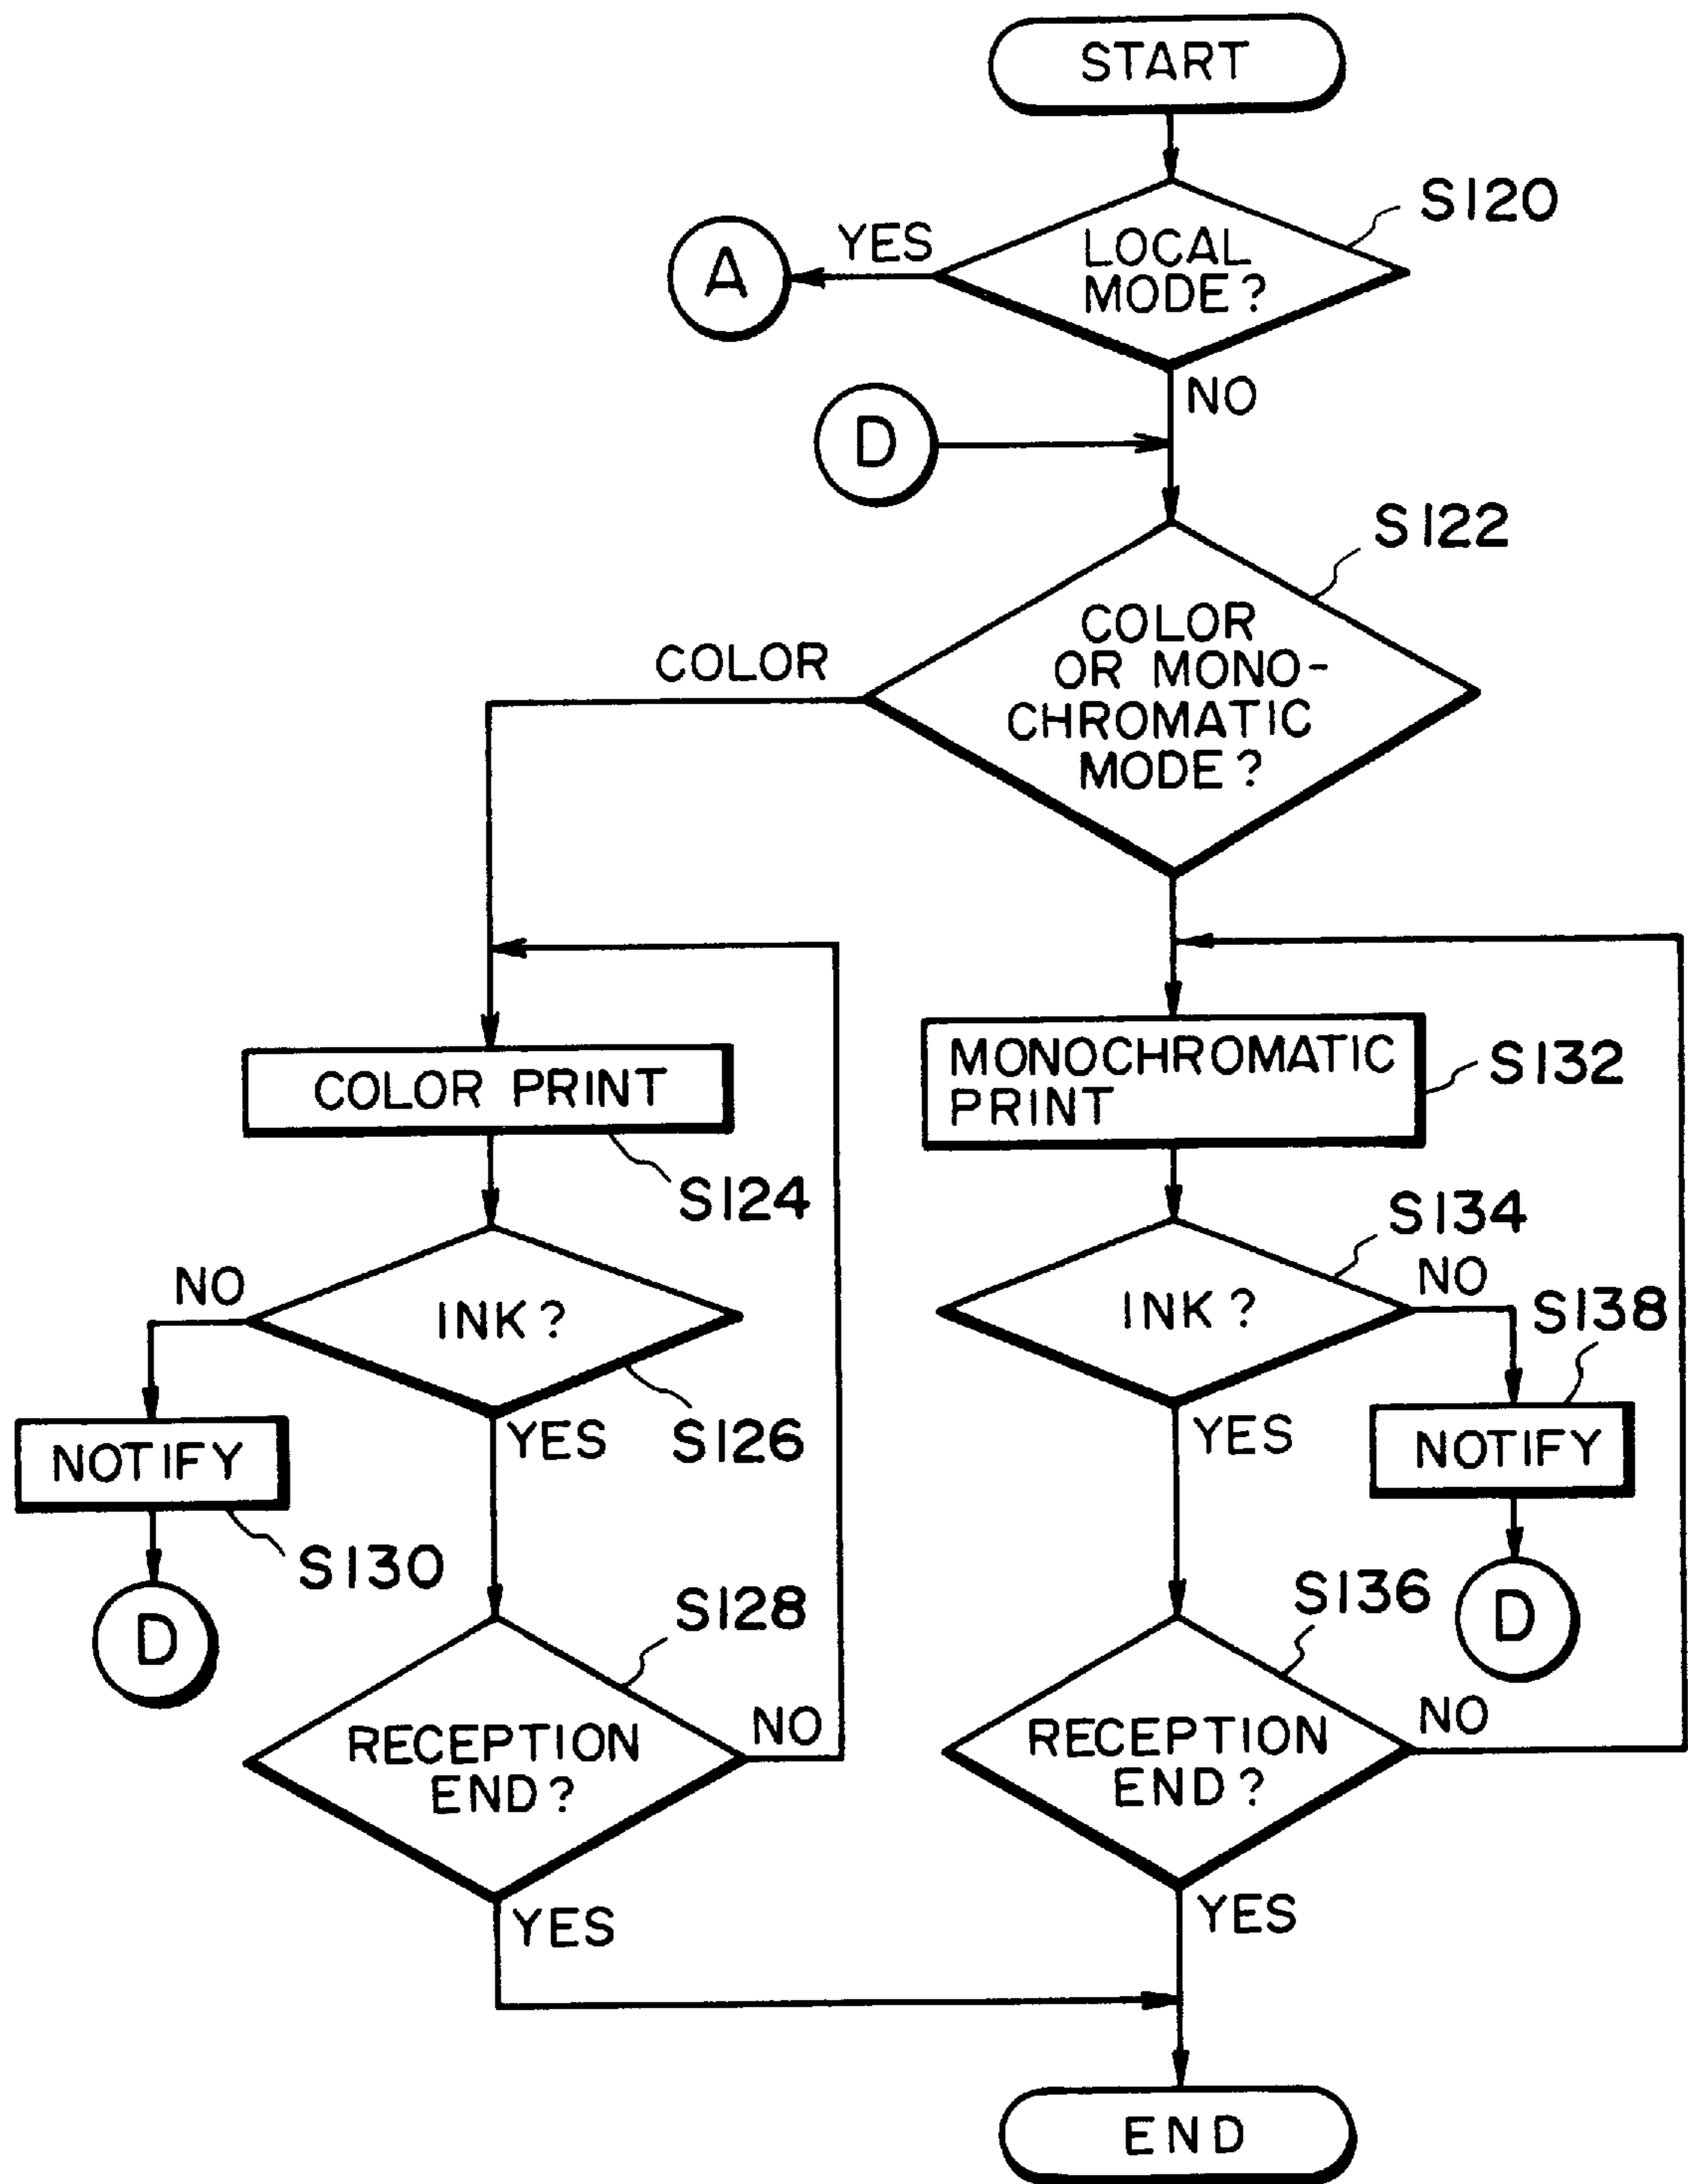 START
S120
YES
LOCAL
MODE?
A
NO
D
S122
COLOR
COLOR
OR MONO-
CHROMATIC
MODE?
COLOR PRINT
S124
MONOCHROMATIC
PRINT
S132
NO
INK?
S126
YES
S134
INK?
NO
S138
YES
NOTIFY
S130
D
NOTIFY
D
S128
RECEPTION
END?
NO
YES
S136
RECEPTION
END?
NO
YES
END